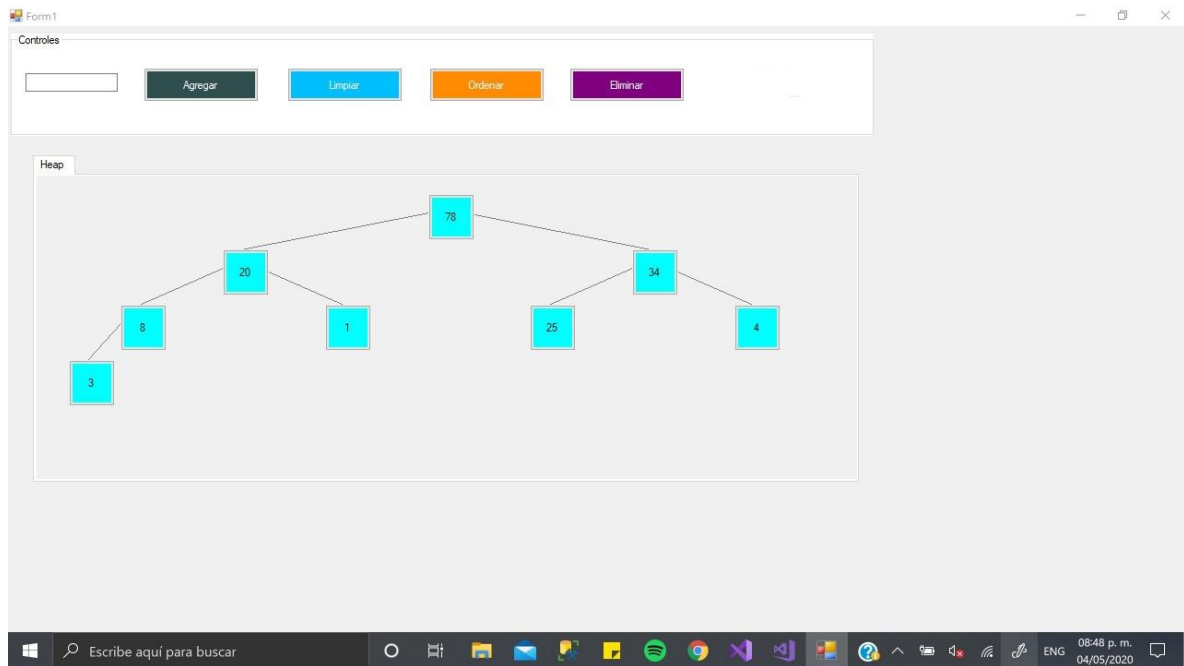 Form1
Controles
Agregar Limpiar Ordenar Eliminar
Heap
78
20 34
8 1 25 4
3
Escribe aquí para buscar
ENG
08:48 p. m.
04/05/2020